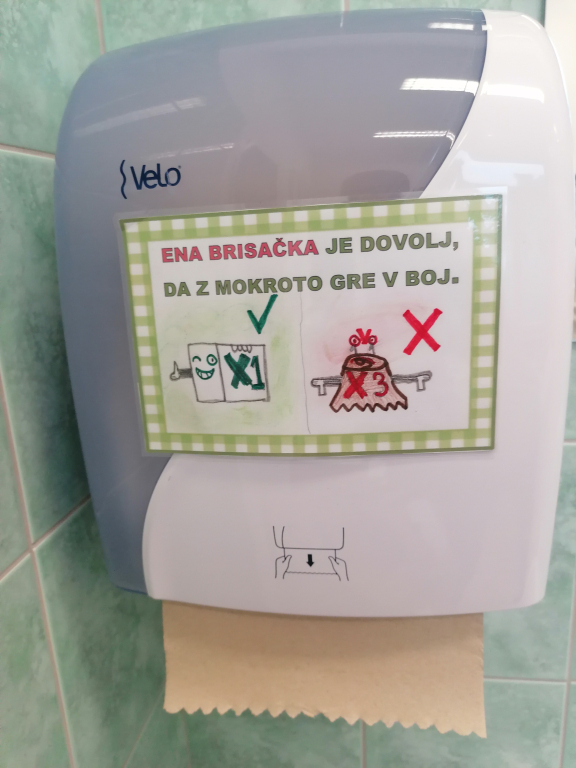 Velo
ENA BRISAČKA JE DOVOLJ,
DA Z MOKROTO GRE V BOJ.
X1
X3